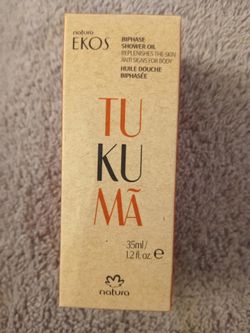 natura
EKOS
BIPHASE
SHOWER OIL
REPLENISHES THE SKIN
ANTI SIGNS FOR BODY
HUILE DOUCHE
BIPHASÉE
TU
KU
MÃ
35ml/
1.2 fl. oz. ℮
natura